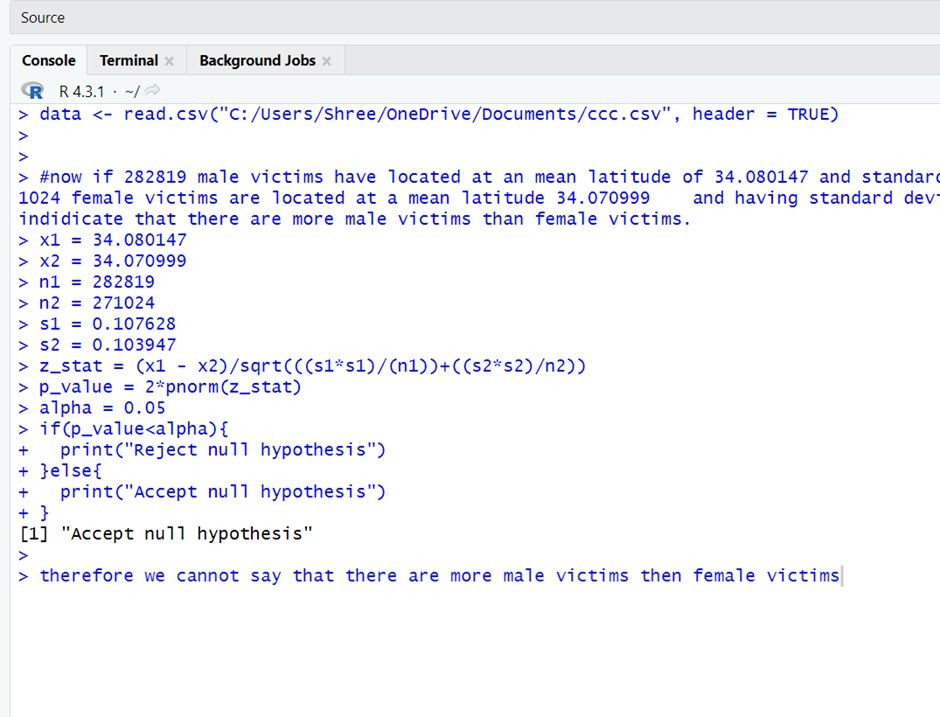 Source
Console Terminal Background Jobs
R R 4.3.1 · ~/
> data <- read.csv("C:/Users/Shree/OneDrive/Documents/ccc.csv", header = TRUE)
>
>
> #now if 282819 male victims have located at an mean latitude of 34.080147 and standard
1024 female victims are located at a mean latitude 34.070999    and having standard devi
indidicate that there are more male victims than female victims.
> x1 = 34.080147
> x2 = 34.070999
> n1 = 282819
> n2 = 271024
> s1 = 0.107628
> s2 = 0.103947
> z_stat = (x1 - x2)/sqrt(((s1*s1)/(n1))+((s2*s2)/n2))
> p_value = 2*pnorm(z_stat)
> alpha = 0.05
> if(p_value<alpha){
+   print("Reject null hypothesis")
+ }else{
+   print("Accept null hypothesis")
+ }
[1] "Accept null hypothesis"
>
> therefore we cannot say that there are more male victims then female victims